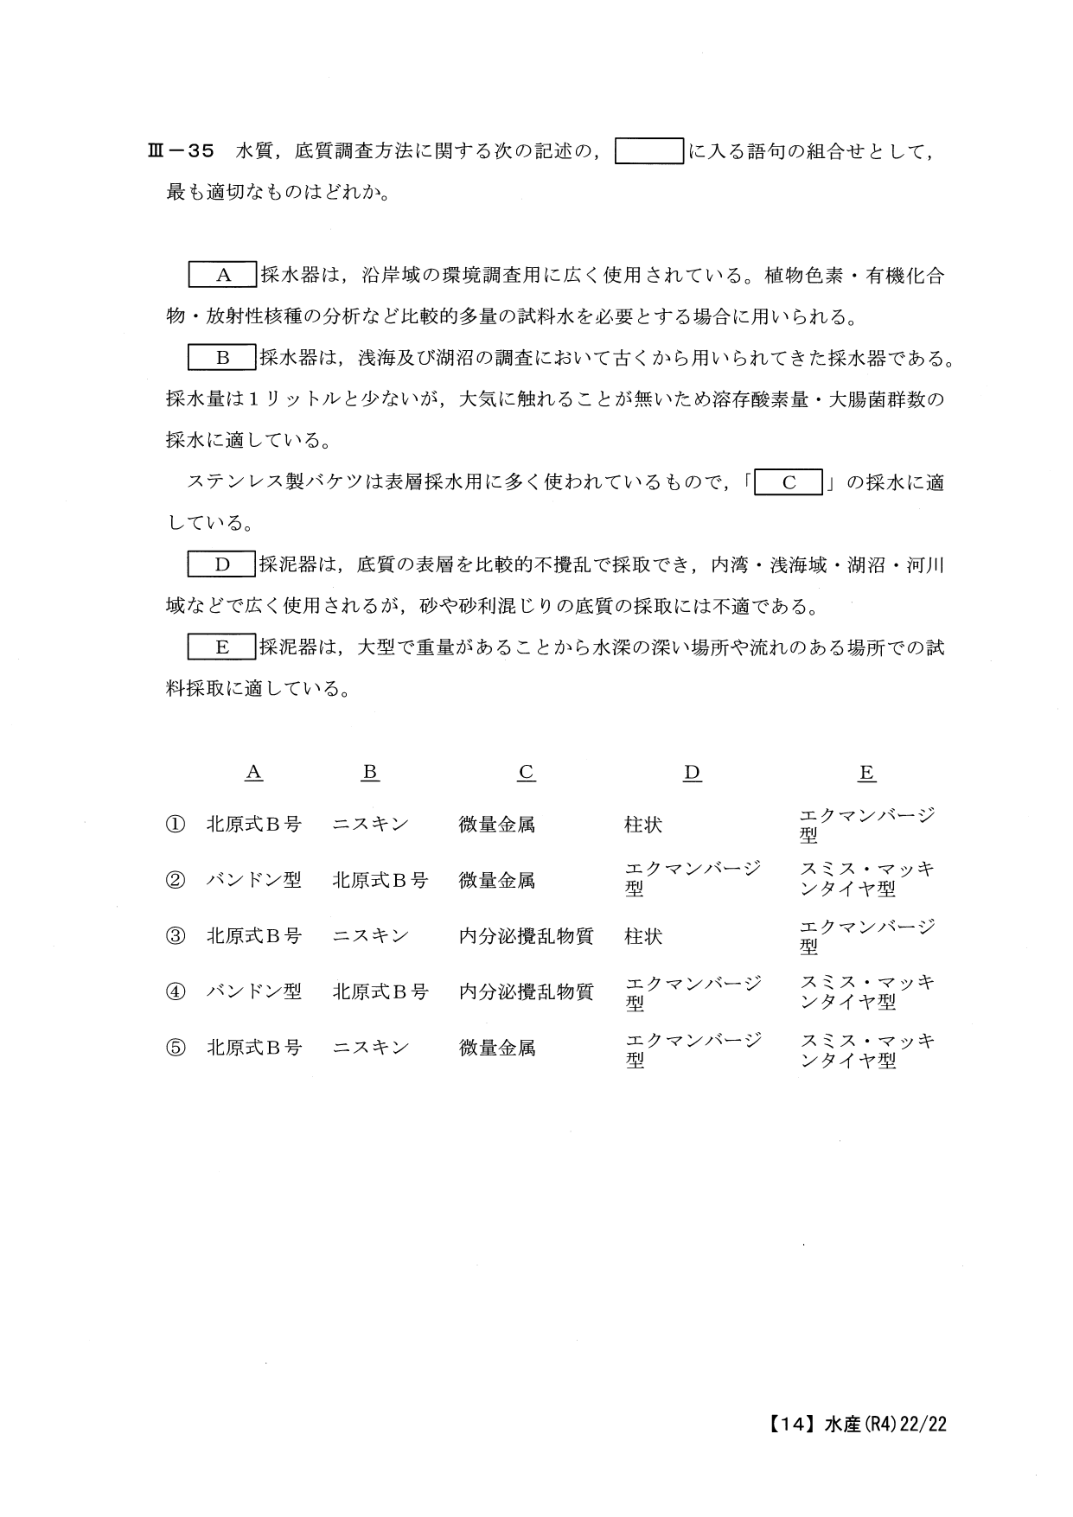 Ⅲ－35　水質，底質調査方法に関する次の記述の，　　　に入る語句の組合せとして，
最も適切なものはどれか。
A 採水器は，沿岸域の環境調査用に広く使用されている。植物色素・有機化合
物・放射性核種の分析など比較的多量の試料水を必要とする場合に用いられる。
B 採水器は，浅海及び湖沼の調査において古くから用いられてきた採水器である。
採水量は１リットルと少ないが，大気に触れることが無いため溶存酸素量・大腸菌群数の
採水に適している。
ステンレス製バケツは表層採水用に多く使われているもので，「 C 」の採水に適
している。
D 採泥器は，底質の表層を比較的不攪乱で採取でき，内湾・浅海域・湖沼・河川
域などで広く使用されるが，砂や砂利混じりの底質の採取には不適である。
E 採泥器は，大型で重量があることから水深の深い場所や流れのある場所での試
料採取に適している。
A　B　C　D　E
① 北原式Ｂ号　ニスキン　微量金属　柱状　エクマンバージ
型
② バンドン型　北原式Ｂ号　微量金属　エクマンバージ　スミス・マッキ
型　ンタイヤ型
③ 北原式Ｂ号　ニスキン　内分泌攪乱物質　柱状　エクマンバージ
型
④ バンドン型　北原式Ｂ号　内分泌攪乱物質　エクマンバージ　スミス・マッキ
型　ンタイヤ型
⑤ 北原式Ｂ号　ニスキン　微量金属　エクマンバージ　スミス・マッキ
型　ンタイヤ型
【14】水産(R4)22/22